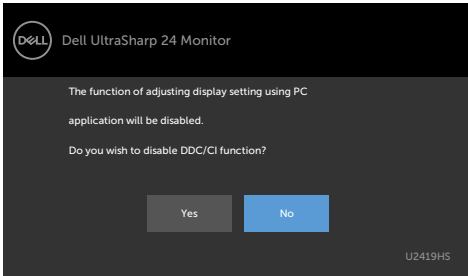 DELL Dell UltraSharp 24 Monitor
The function of adjusting display setting using PC
application will be disabled.
Do you wish to disable DDC/CI function?
Yes No
U2419HS